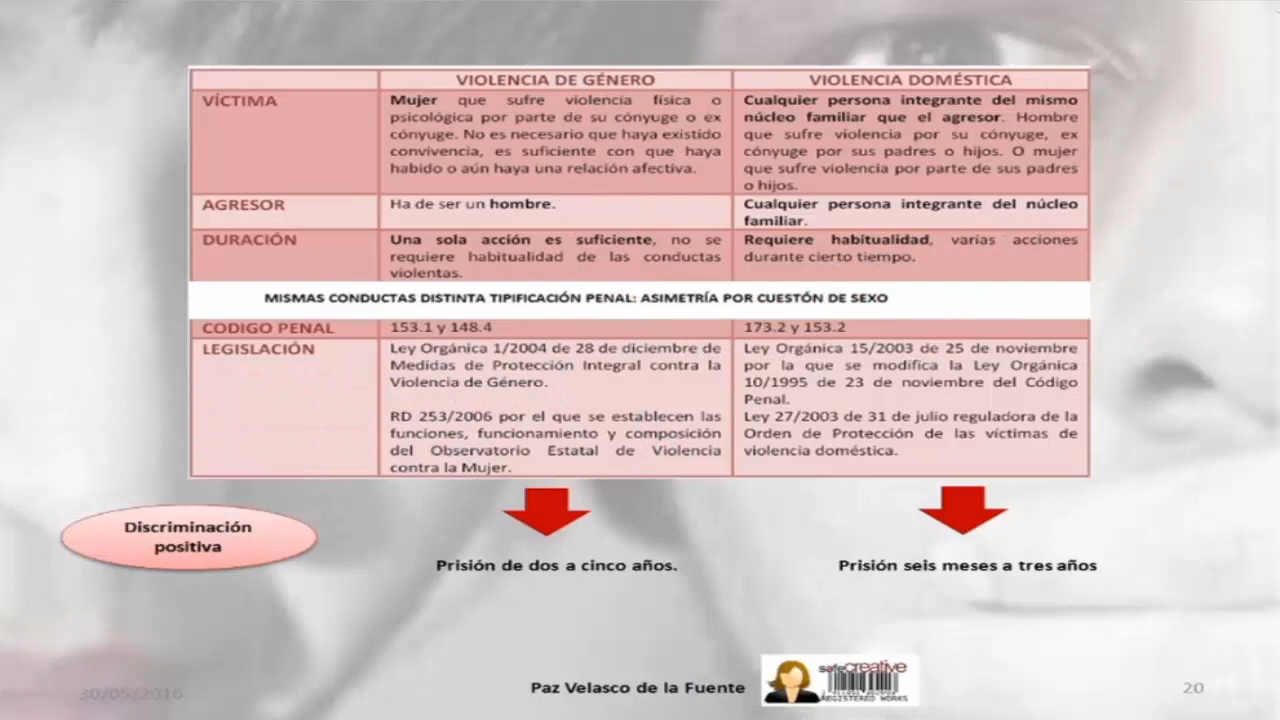 VIOLENCIA DE GÉNERO
VIOLENCIA DOMÉSTICA
VÍCTIMA
Mujer que sufre violencia física o
psicológica por parte de su cónyuge o ex
cónyuge. No es necesario que haya existido
convivencia, es suficiente con que haya
habido o aún haya una relación afectiva.
Cualquier persona integrante del mismo
núcleo familiar que el agresor. Hombre
que sufre violencia por su cónyuge, ex
cónyuge por sus padres o hijos. O mujer
que sufre violencia por parte de sus padres
o hijos.
AGRESOR
Ha de ser un hombre.
Cualquier persona integrante del núcleo
familiar.
DURACIÓN
Una sola acción es suficiente, no se
requiere habitualidad de las conductas
violentas.
Requiere habitualidad, varias acciones
durante cierto tiempo.
MISMAS CONDUCTAS DISTINTA TIPIFICACIÓN PENAL: ASIMETRÍA POR CUESTÓN DE SEXO
CODIGO PENAL
153.1 y 148.4
173.2 y 153.2
LEGISLACIÓN
Ley Orgánica 1/2004 de 28 de diciembre de
Medidas de Protección Integral contra la
Violencia de Género.
RD 253/2006 por el que se establecen las
funciones, funcionamiento y composición
del Observatorio Estatal de Violencia
contra la Mujer.
Ley Orgánica 15/2003 de 25 de noviembre
por la que se modifica la Ley Orgánica
10/1995 de 23 de noviembre del Código
Penal.
Ley 27/2003 de 31 de julio reguladora de la
Orden de Protección de las víctimas de
violencia doméstica.
Discriminación
positiva
Prisión de dos a cinco años.
Prisión seis meses a tres años
30/05/2016
Paz Velasco de la Fuente
safecreative
REGISTERED WORKS
20